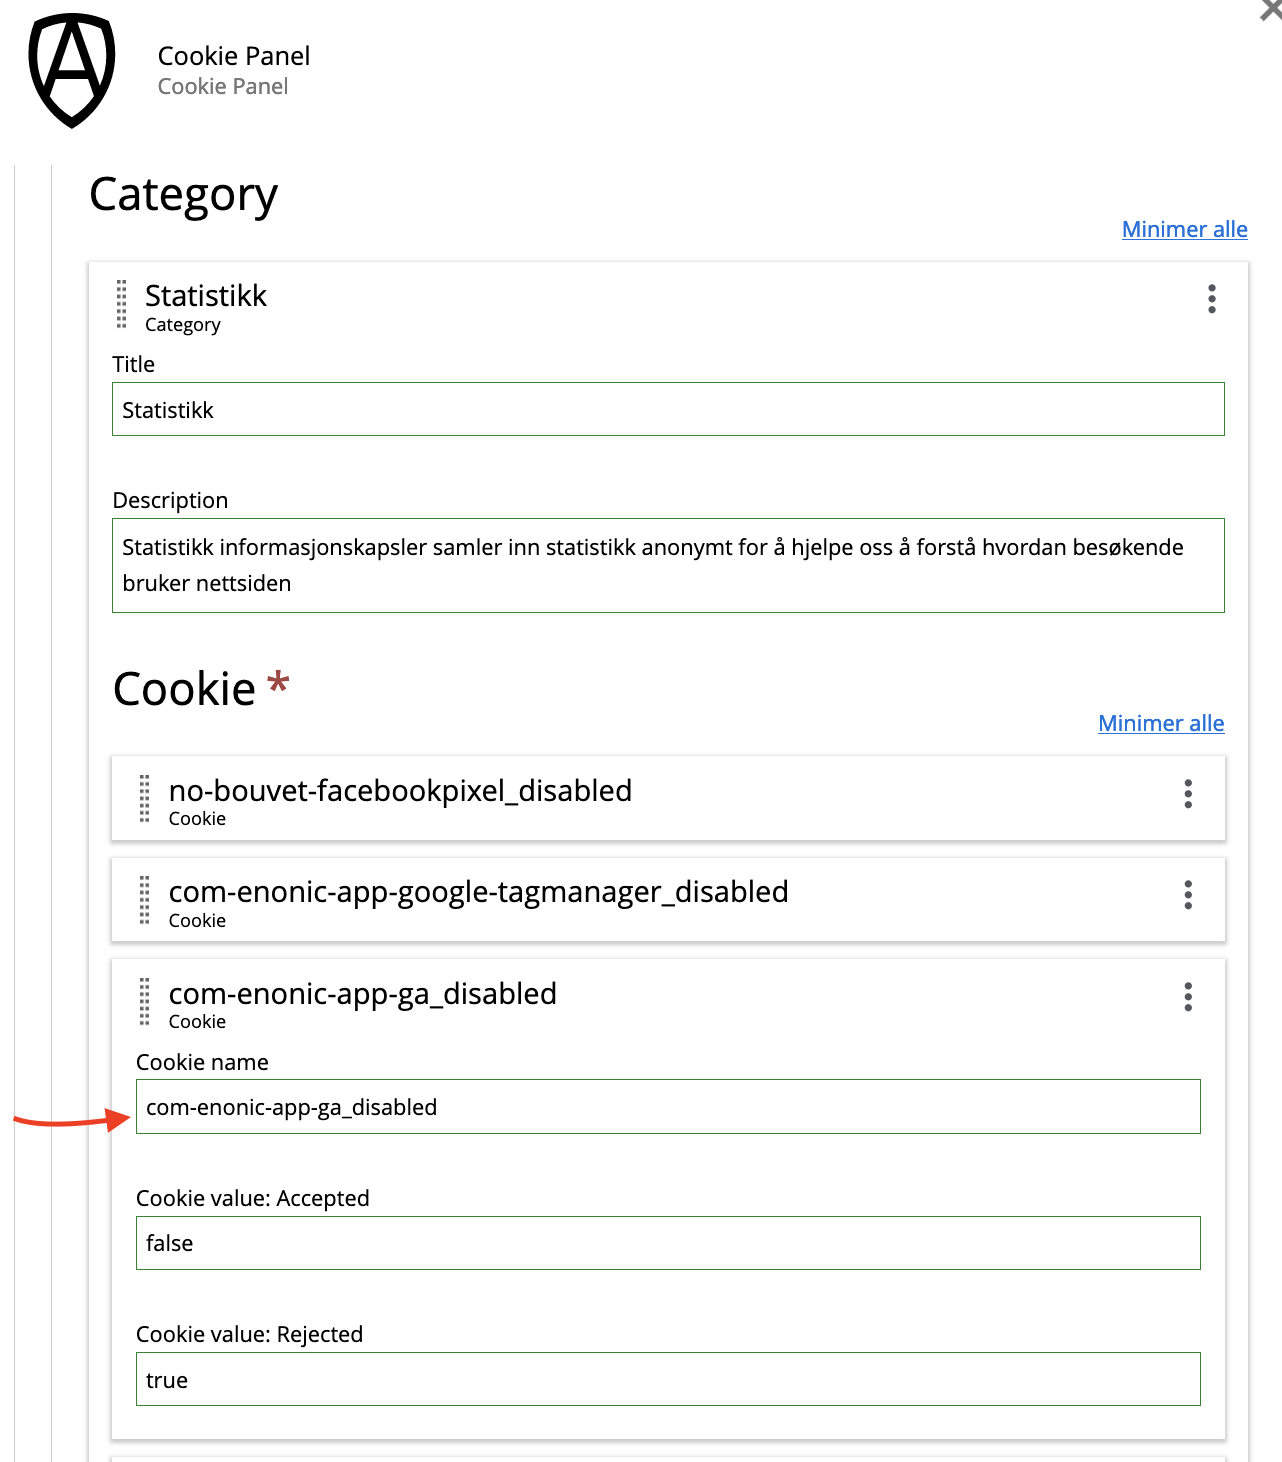 Cookie Panel
Cookie Panel
Category
Minimer alle
Statistikk
Category
Title
Statistikk
Description
Statistikk informasjonskapsler samler inn statistikk anonymt for å hjelpe oss å forstå hvordan besøkende
bruker nettsiden
Cookie *
Minimer alle
no-bouvet-facebookpixel_disabled
Cookie
com-enonic-app-google-tagmanager_disabled
Cookie
com-enonic-app-ga_disabled
Cookie
Cookie name
com-enonic-app-ga_disabled
Cookie value: Accepted
false
Cookie value: Rejected
true